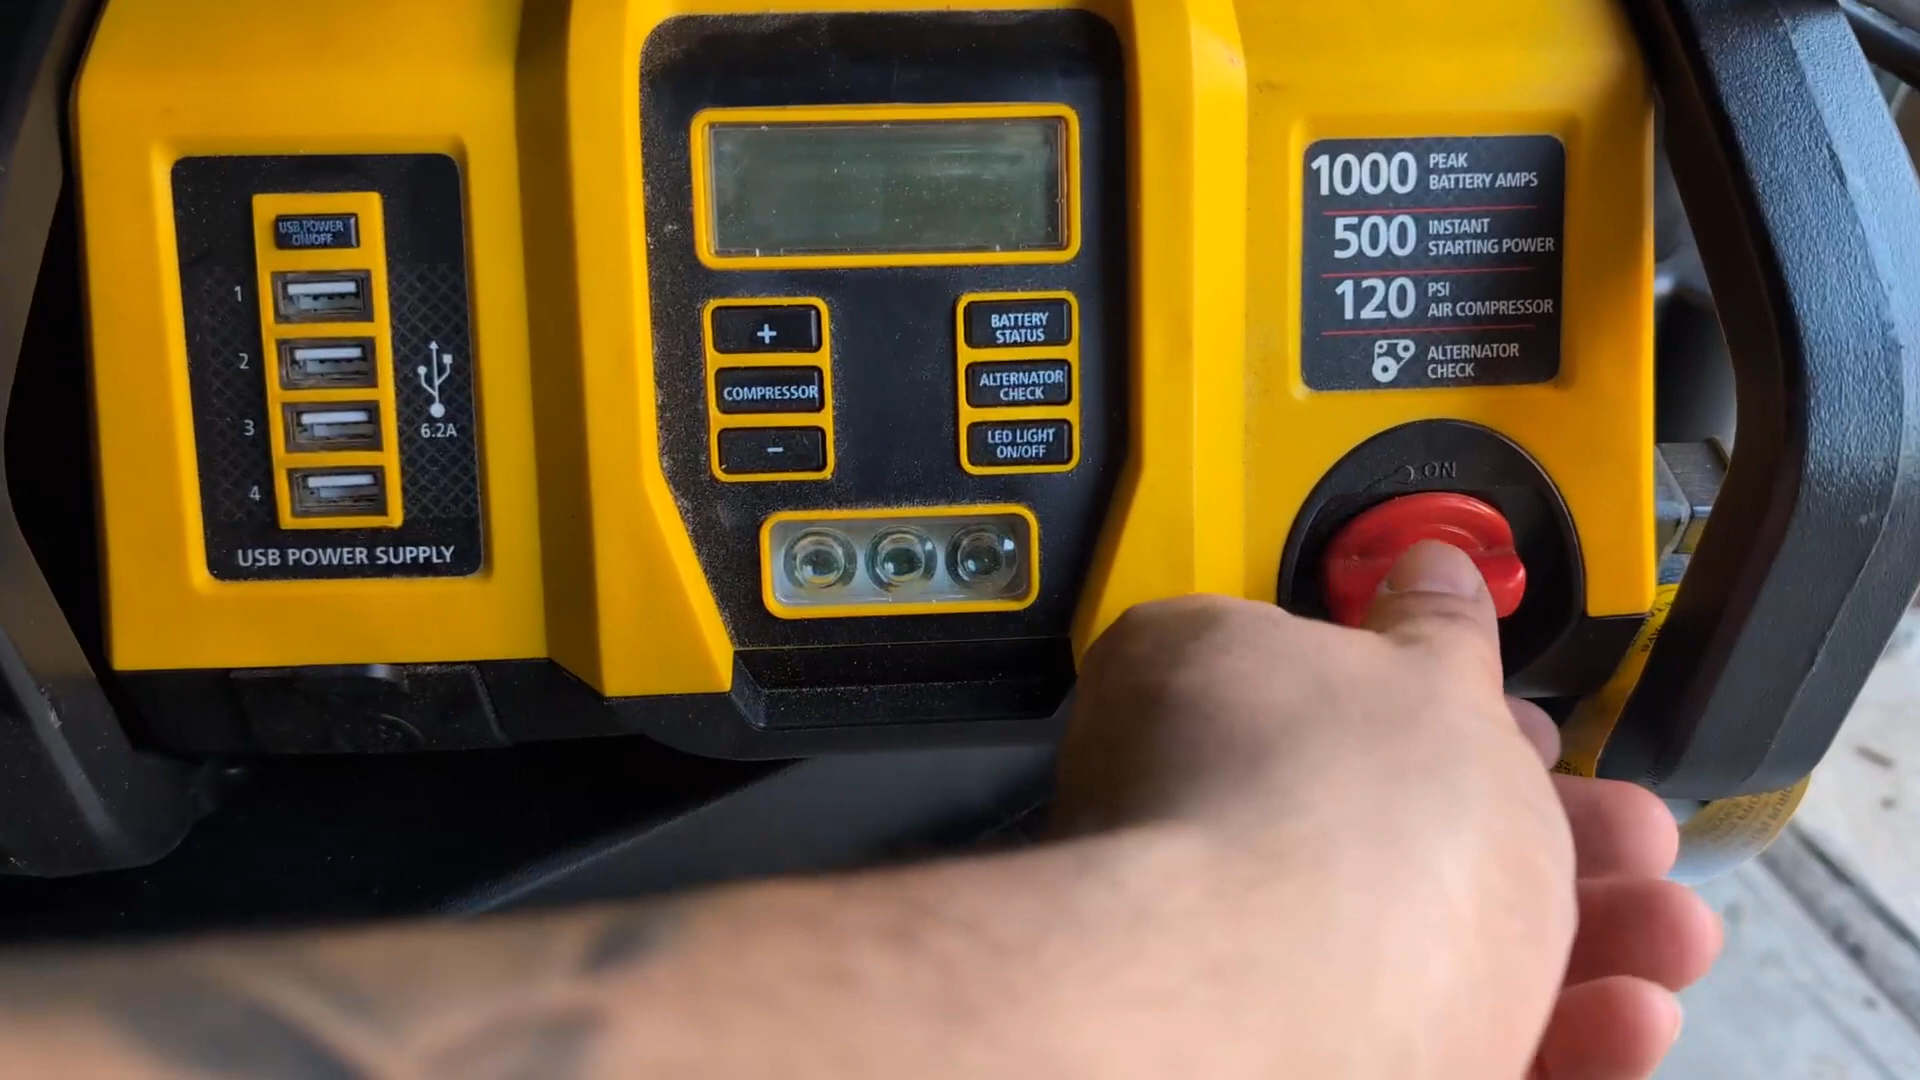 USB POWER
ON/OFF
1
2
3
4
6.2A
USB POWER SUPPLY
+
COMPRESSOR
-
BATTERY
STATUS
ALTERNATOR
CHECK
LED LIGHT
ON/OFF
1000 PEAK
BATTERY AMPS
500 INSTANT
STARTING POWER
120 PSI
AIR COMPRESSOR
ALTERNATOR
CHECK
ON